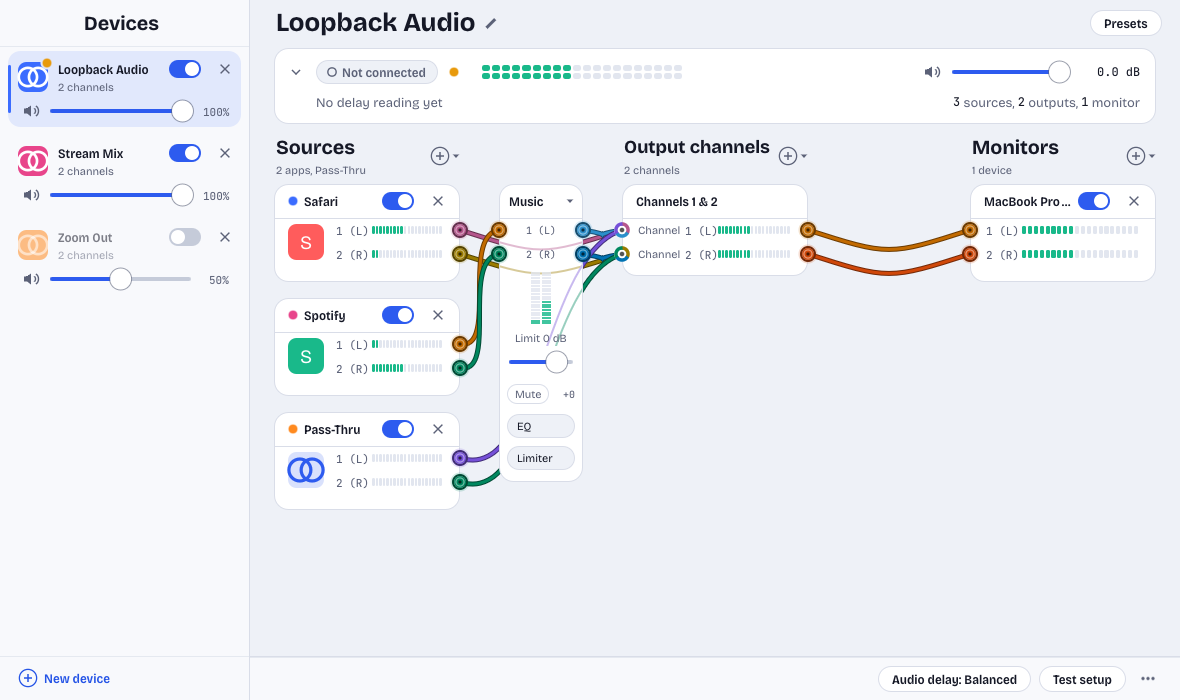 Devices
Loopback Audio
2 channels
100%
Stream Mix
2 channels
100%
Zoom Out
2 channels
50%
New device
Loopback Audio
Presets
Not connected
0.0 dB
No delay reading yet
3 sources, 2 outputs, 1 monitor
Sources
2 apps, Pass-Thru
Output channels
2 channels
Monitors
1 device
Safari
S
1 (L)
2 (R)
Spotify
S
1 (L)
2 (R)
Pass-Thru
1 (L)
2 (R)
Music
1 (L)
2 (R)
Limit 0 dB
Mute +0
EQ
Limiter
Channels 1 & 2
Channel 1 (L)
Channel 2 (R)
MacBook Pro...
1 (L)
2 (R)
Audio delay: Balanced
Test setup